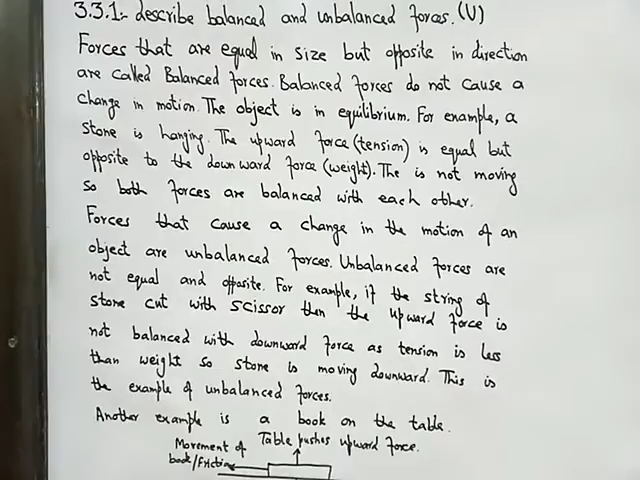 3.3.1:- describe balanced and unbalanced forces. (U)
Forces that are equal in size but opposite in direction
are called Balanced forces. Balanced forces do not cause a
change in motion. The object is in equilibrium. For example, a
stone is hanging. The upward force (tension) is equal but
opposite to the downward force (weight). The is not moving
so both forces are balanced with each other.
Forces that cause a change in the motion of an
object are unbalanced forces. Unbalanced forces are
not equal and opposite. For example, if the string of
stone cut with scissor then the upward force is
not balanced with downward force as tension is less
than weight so stone is moving downward. This is
the example of unbalanced forces.
Another example is a book on the table.
Movement of
book/friction
Table pushes upward force.